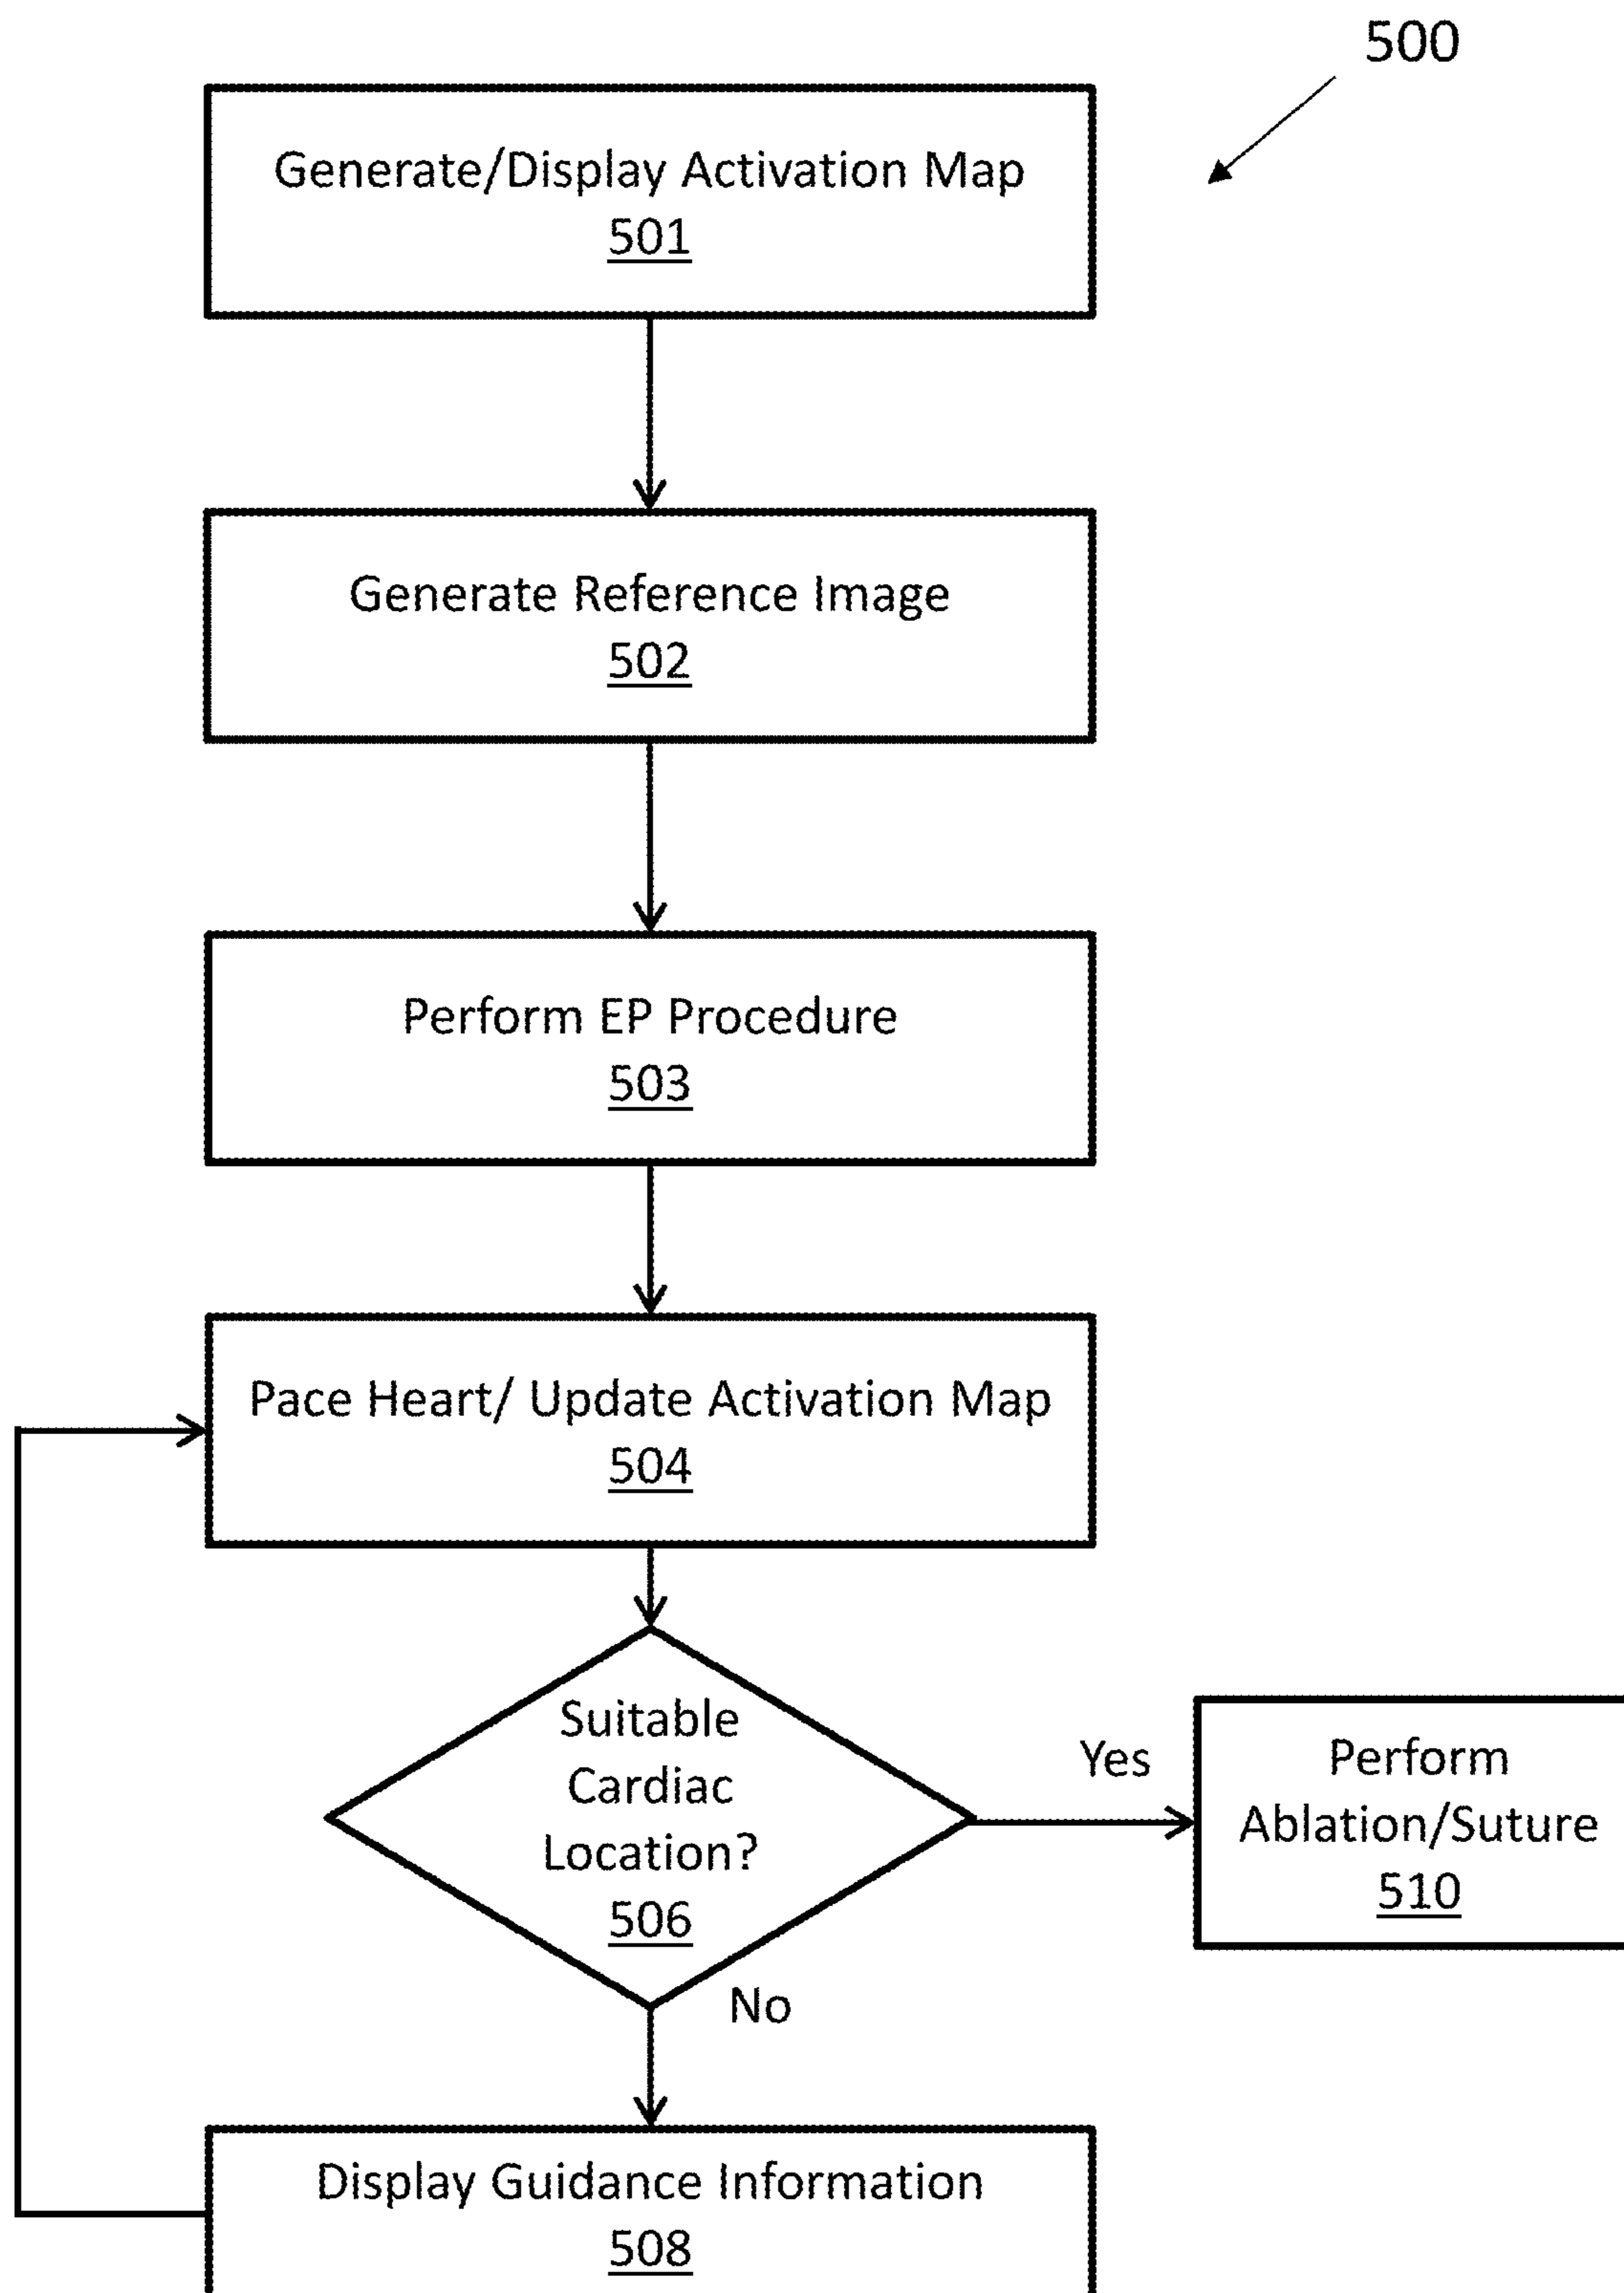 500
Generate/Display Activation Map
501
Generate Reference Image
502
Perform EP Procedure
503
Pace Heart/ Update Activation Map
504
Suitable
Cardiac
Location?
506
Yes
Perform
Ablation/Suture
510
No
Display Guidance Information
508